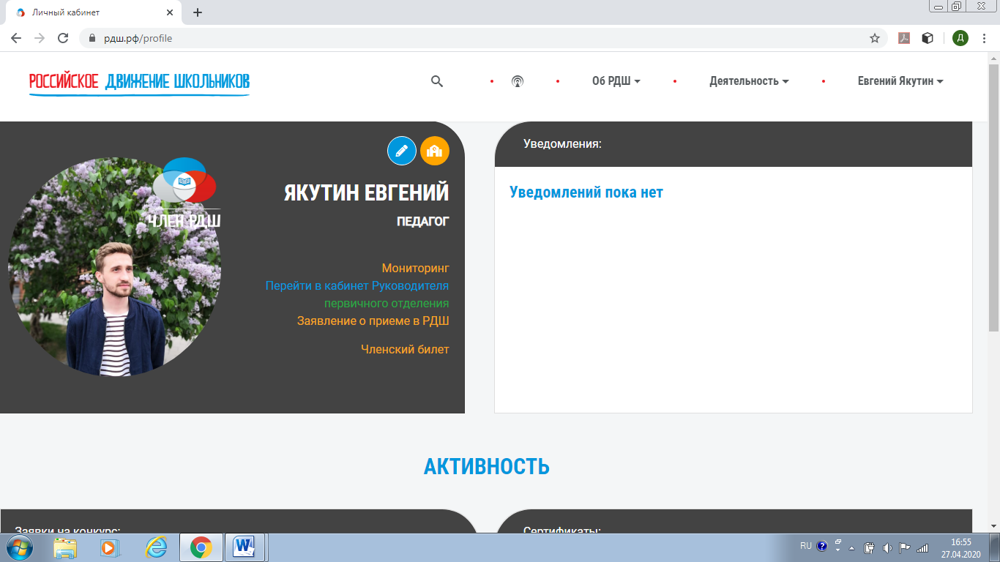 Личный кабинет
рдш.рф/profile
Д
РОССИЙСКОЕ ДВИЖЕНИЕ ШКОЛЬНИКОВ
Об РДШ
Деятельность
Евгений Якутин
ЧЛЕН РДШ
ЯКУТИН ЕВГЕНИЙ
ПЕДАГОГ
Мониторинг
Перейти в кабинет Руководителя
первичного отделения
Заявление о приеме в РДШ
Членский билет
Уведомления:
Уведомлений пока нет
АКТИВНОСТЬ
Заявки на конкурс:
Сертификаты:
RU
16:55
27.04.2020